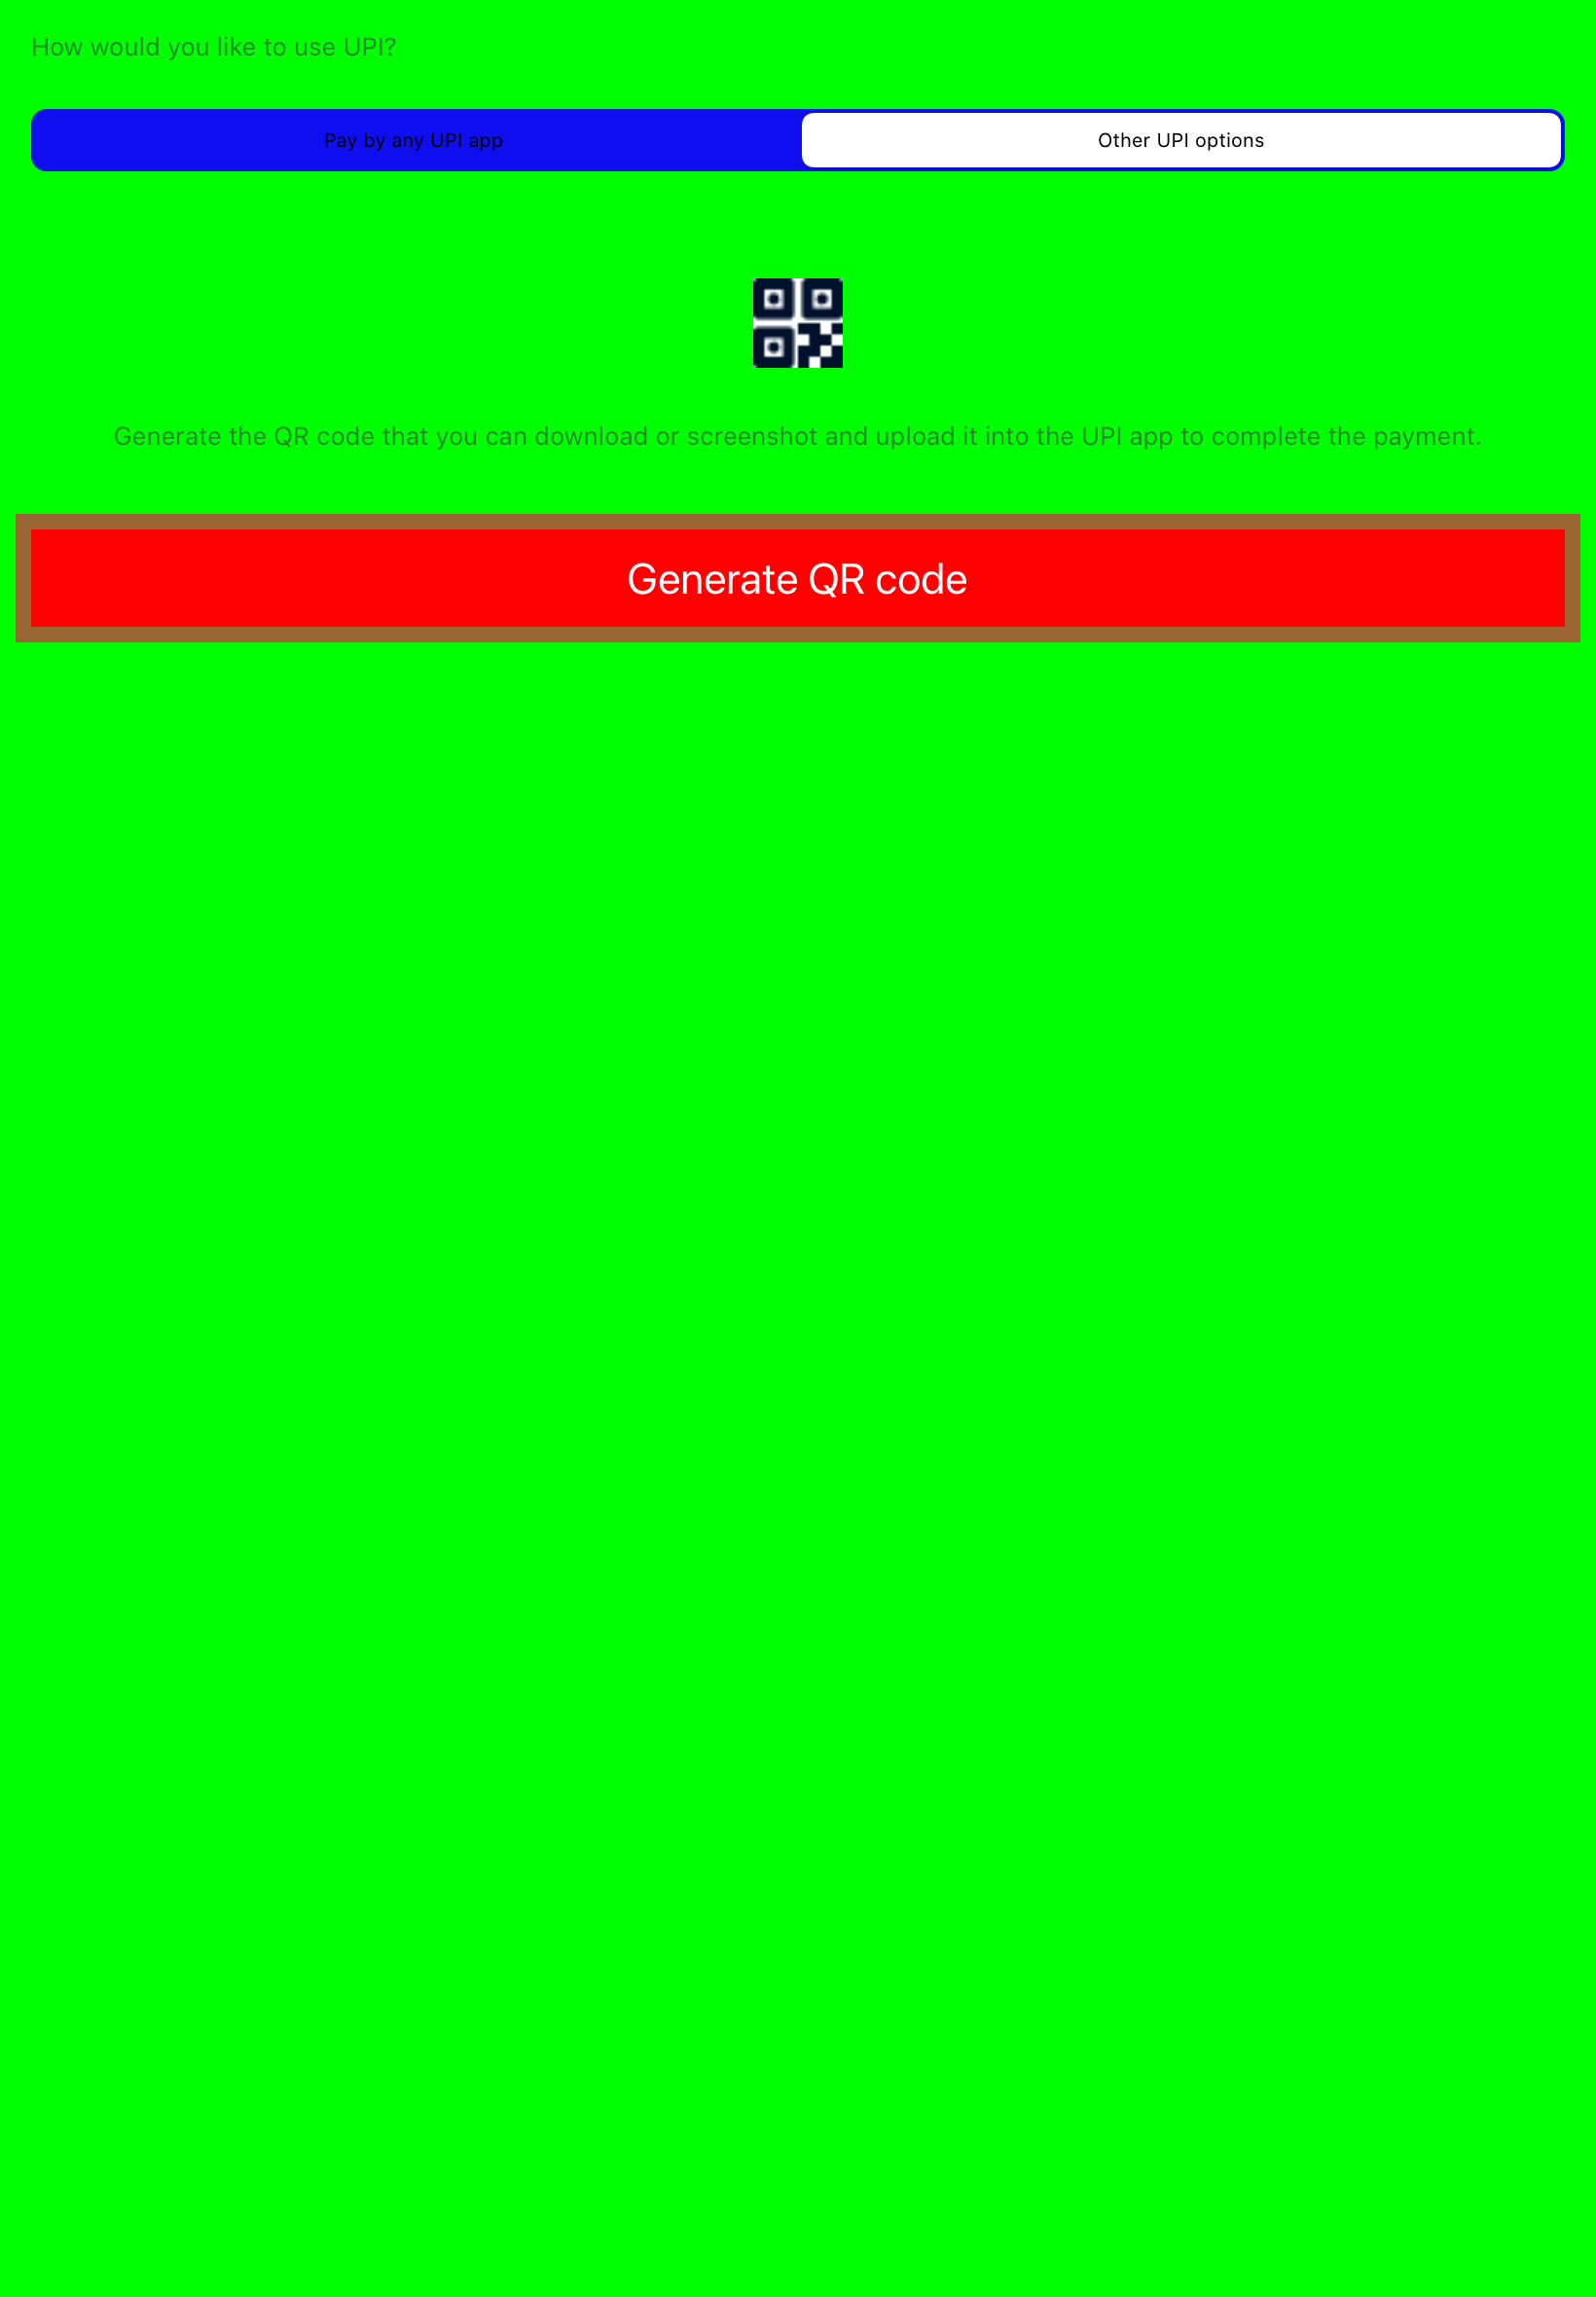 How would you like to use UPI?
Pay by any UPI app
Other UPI options
Generate the QR code that you can download or screenshot and upload it into the UPI app to complete the payment.
Generate QR code